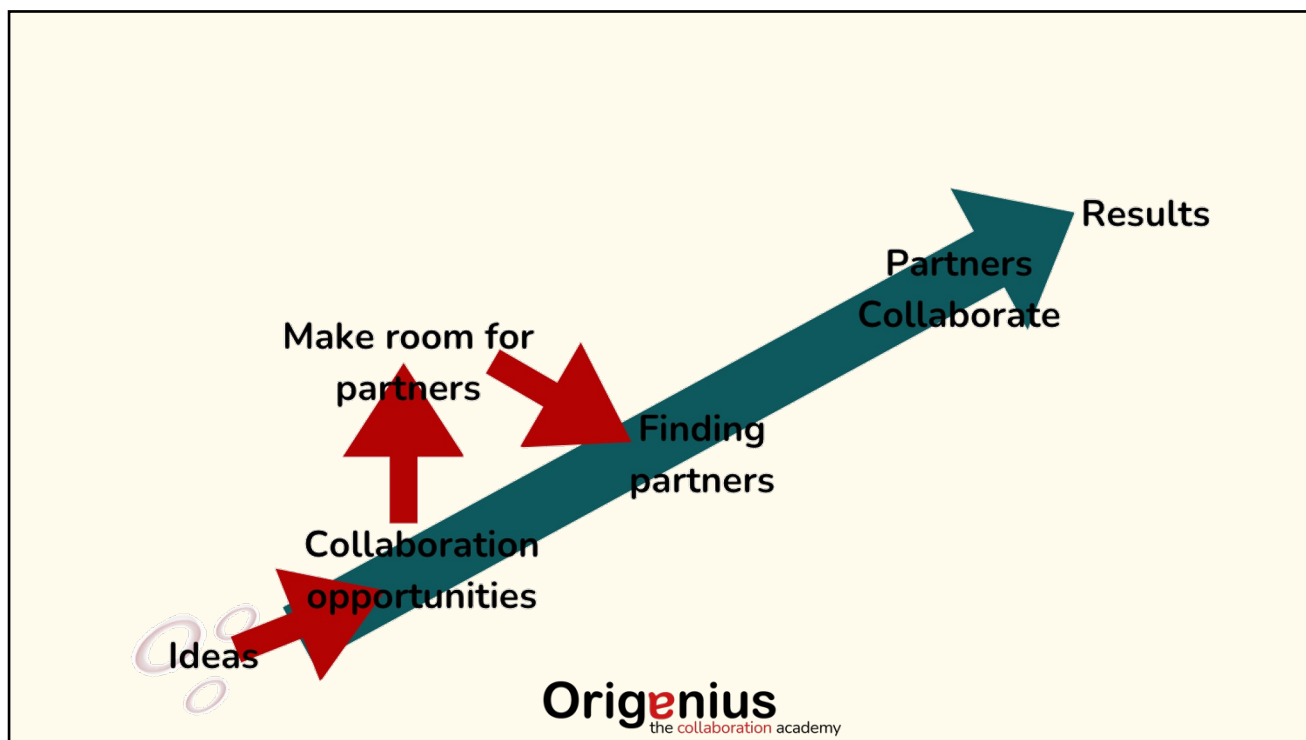 Results
Partners
Collaborate
Make room for
partners
Finding
partners
Collaboration
opportunities
Ideas
Origenius
the collaboration academy